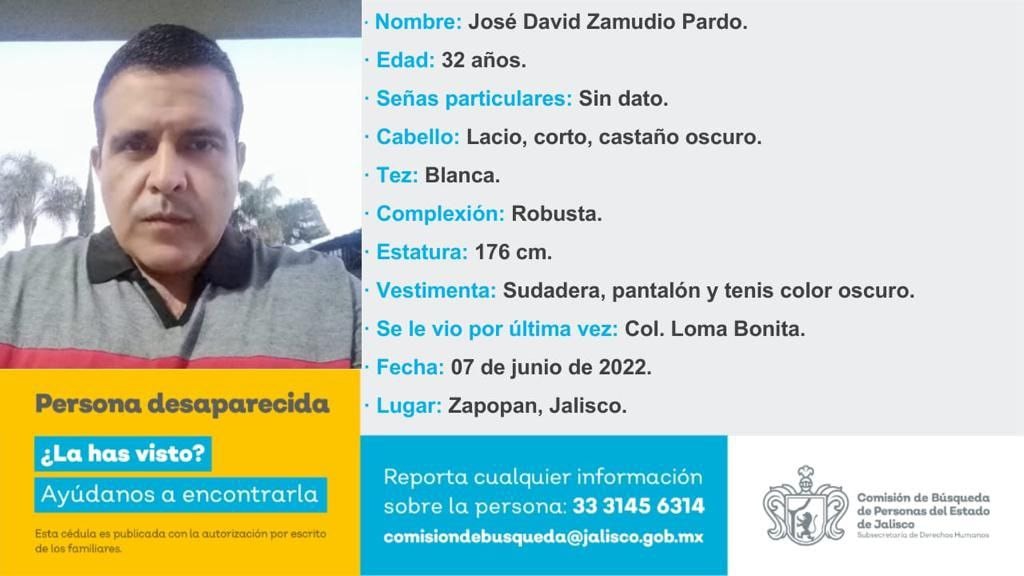 · Nombre: José David Zamudio Pardo.
· Edad: 32 años.
· Señas particulares: Sin dato.
· Cabello: Lacio, corto, castaño oscuro.
· Tez: Blanca.
· Complexión: Robusta.
· Estatura: 176 cm.
· Vestimenta: Sudadera, pantalón y tenis color oscuro.
· Se le vio por última vez: Col. Loma Bonita.
· Fecha: 07 de junio de 2022.
· Lugar: Zapopan, Jalisco.
Persona desaparecida
¿La has visto?
Ayúdanos a encontrarla
Esta cédula es publicada con la autorización por escrito
de los familiares.
Reporta cualquier información
sobre la persona: 33 3145 6314
comisiondebusqueda@jalisco.gob.mx
Comisión de Búsqueda
de Personas del Estado
de Jalisco
Subsecretaría de Derechos Humanos